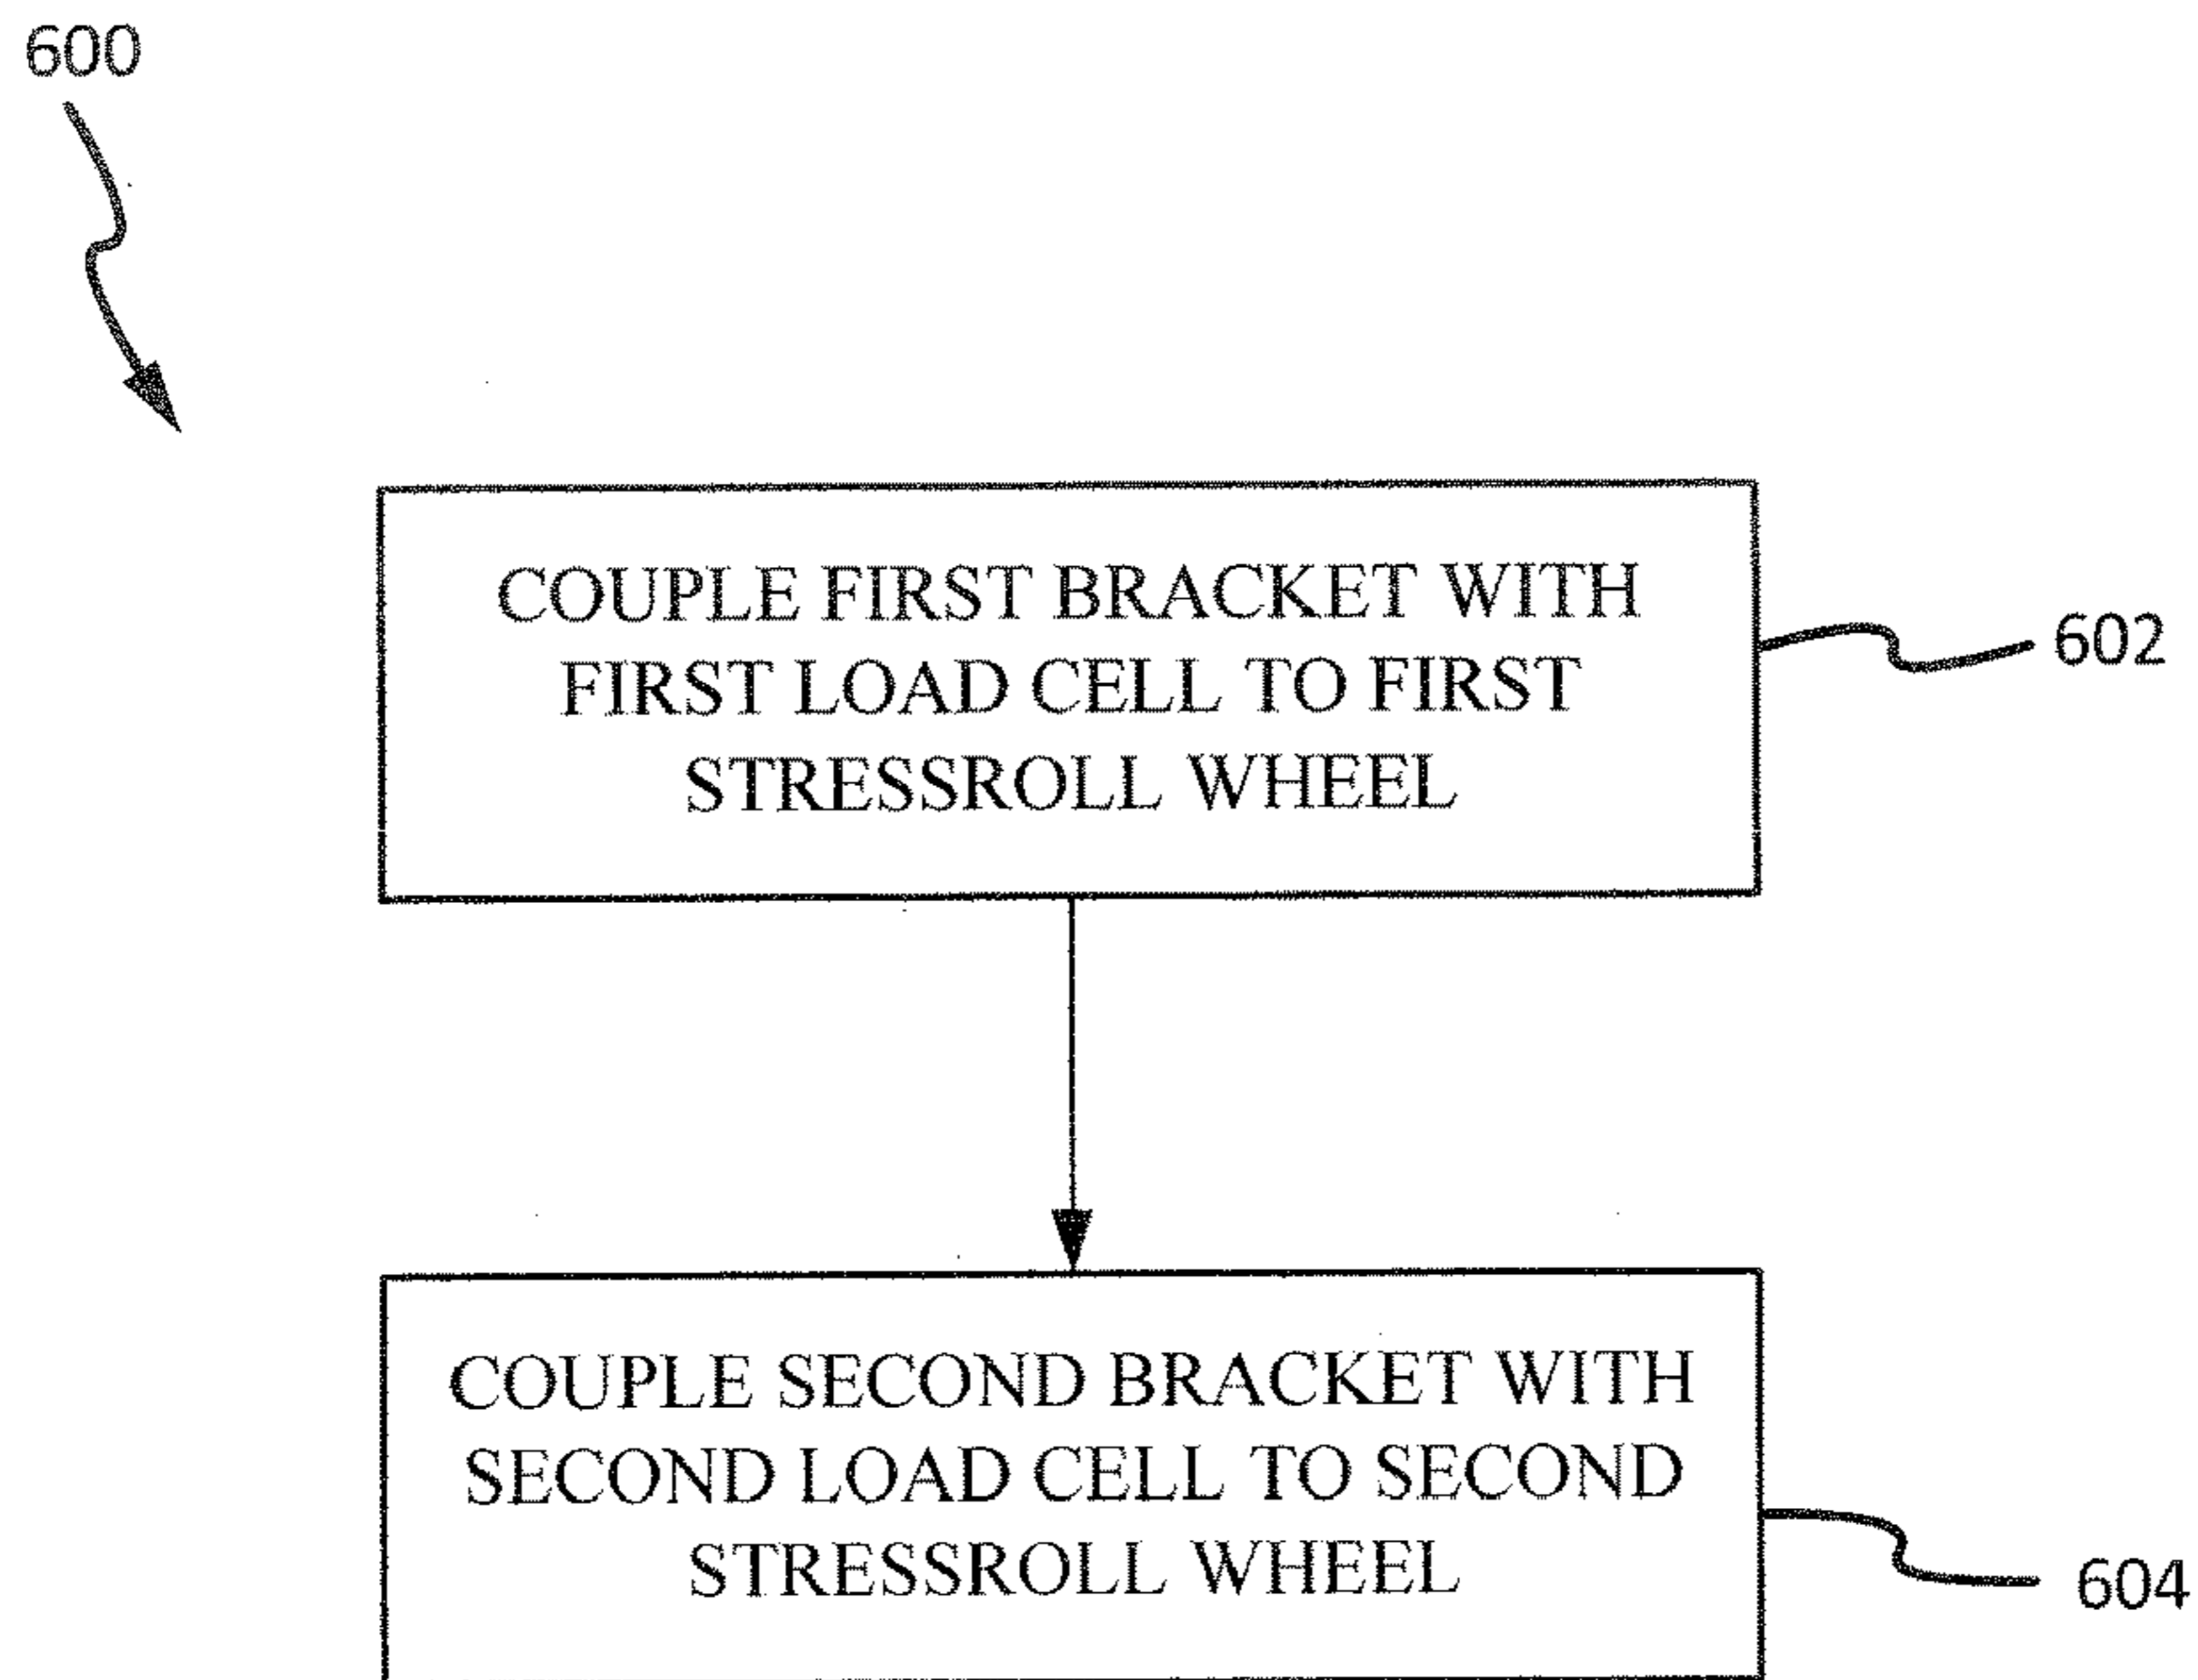 600
COUPLE FIRST BRACKET WITH
FIRST LOAD CELL TO FIRST
STRESSROLL WHEEL
602
COUPLE SECOND BRACKET WITH
SECOND LOAD CELL TO SECOND
STRESSROLL WHEEL
604